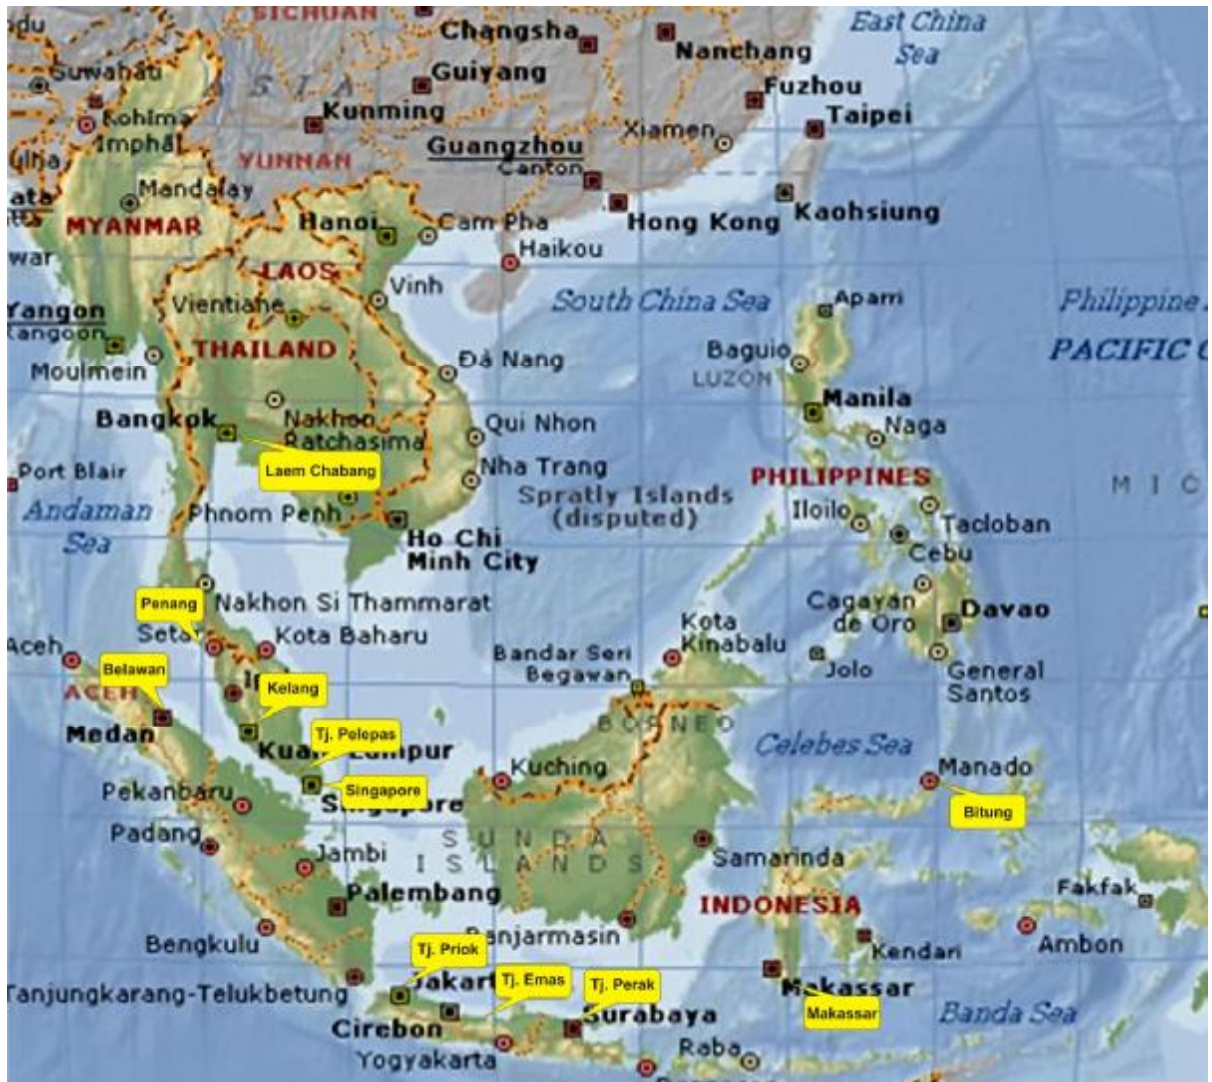 SICHUAN
Changsha
Nanchang
East China
Sea
Guiyang
Fuzhou
A S I A
Kunming
Taipei
Kohima
Imphal
Xiamen
Guangzhou
Canton
YUNNAN
Mandalay
Hong Kong
Kaohsiung
MYANMAR
Hanoi
Cam Pha
Haikou
LAOS
Vinh
South China Sea
Aparri
Philippine
Vientiane
Yangon
Rangoon
THAILAND
Moulmein
Đà Nang
Baguio
LUZON
PACIFIC
Manila
Bangkok
Nakhon
Ratchasima
Qui Nhon
Naga
Laem Chabang
Port Blair
Nha Trang
PHILIPPINES
M I C
Andaman
Sea
Phnom Penh
Spratly Islands
(disputed)
Iloilo
Tacloban
Ho Chi
Minh City
Cebu
Penang
Nakhon Si Thammarat
Cagayan
de Oro
Davao
Aceh
Kota Baharu
Kota
Kinabalu
Bandar Seri
Begawan
Jolo
General
Santos
Belawan
ACEH
Kelang
Medan
BORNEO
Tj. Pelepas
Celebes Sea
Kuching
Manado
Singapore
Bitung
Pekanbaru
Padang
S U N D A
I S L A N D S
Samarinda
Jambi
Palembang
INDONESIA
Fakfak
Bengkulu
Kendari
Ambon
Tj. Priok
Tj. Emas
Tj. Perak
Tanjungkarang-Telukbetung
Makassar
Makassar
Cirebon
Surabaya
Banda Sea
Yogyakarta
Raba